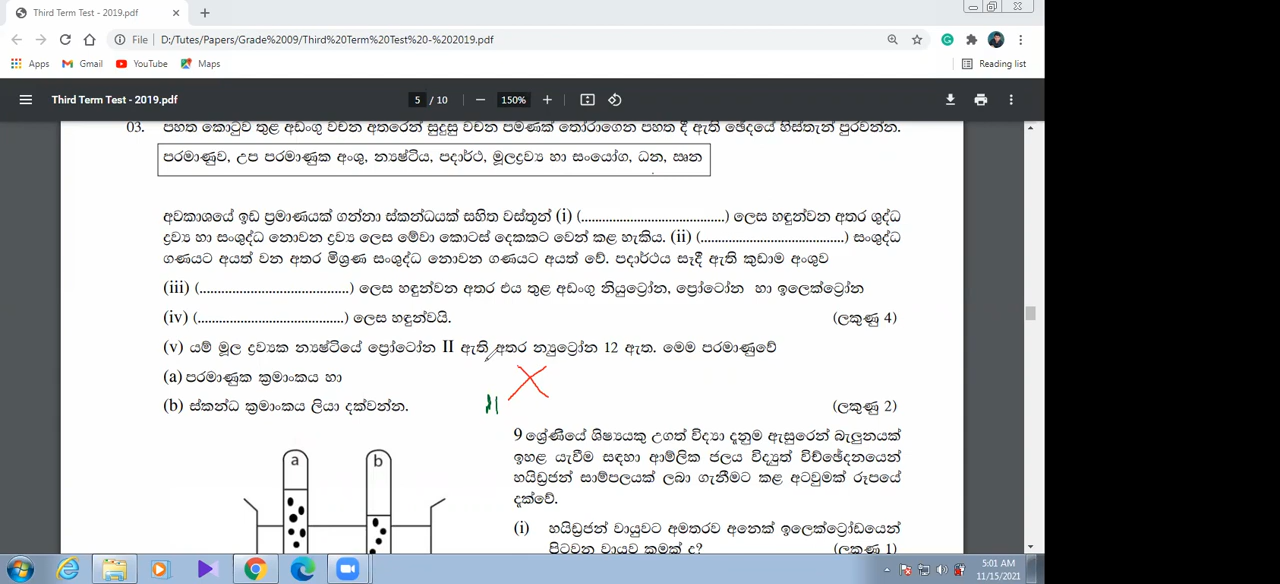 Third Term Test - 2019.pdf
File | D:/Tutes/Papers/Grade%2009/Third%20Term%20Test%20-%202019.pdf
Apps Gmail YouTube Maps Reading list
Third Term Test - 2019.pdf 5 / 10 150%
03. පහත කොටුව තුළ අඩංගු වචන අතරෙන් සුදුසු වචන පමණක් තෝරාගෙන පහත දී ඇති ඡේදයේ හිස්තැන් පුරවන්න.
පරමාණුව, උප පරමාණුක අංශු, න්‍යෂ්ටිය, පදාර්ථ, මූලද්‍රව්‍ය හා සංයෝග, ධන, සෘන
අවකාශයේ ඉඩ ප්‍රමාණයක් ගන්නා ස්කන්ධයක් සහිත වස්තූන් (i) (......................................) ලෙස හඳුන්වන අතර ශුද්ධ
ද්‍රව්‍ය හා සංශුද්ධ නොවන ද්‍රව්‍ය ලෙස මේවා කොටස් දෙකකට වෙන් කළ හැකිය. (ii) (......................................) සංශුද්ධ
ගණයට අයත් වන අතර මිශ්‍රණ සංශුද්ධ නොවන ගණයට අයත් වේ. පදාර්ථය සෑදී ඇති කුඩාම අංශුව
(iii) (........................................) ලෙස හඳුන්වන අතර එය තුළ අඩංගු නියුට්‍රෝන, ප්‍රෝටෝන හා ඉලෙක්ට්‍රෝන
(iv) (.......................................) ලෙස හඳුන්වයි. (ලකුණු 4)
(v) යම් මූල ද්‍රව්‍යක න්‍යෂ්ටියේ ප්‍රෝටෝන II ඇති අතර න්‍යුට්‍රෝන 12 ඇත. මෙම පරමාණුවේ
(a) පරමාණුක ක්‍රමාංකය හා
(b) ස්කන්ධ ක්‍රමාංකය ලියා දක්වන්න. (ලකුණු 2)
a b
9 ශ්‍රේණියේ ශිෂ්‍යයකු උගත් විද්‍යා දැනුම ඇසුරෙන් බැලුනයක්
ඉහළ යැවීම සඳහා ආම්ලික ජලය විද්‍යුත් විච්ඡේදනයෙන්
හයිඩ්‍රජන් සාම්පලයක් ලබා ගැනීමට කළ අටවුමක් රූපයේ
දැක්වේ.
(i) හයිඩ්‍රජන් වායුවට අමතරව අනෙක් ඉලෙක්ට්‍රෝඩයෙන්
පිටවන වායුව කුමක් ද? (ලකුණු 1)
5:01 AM
11/15/2021